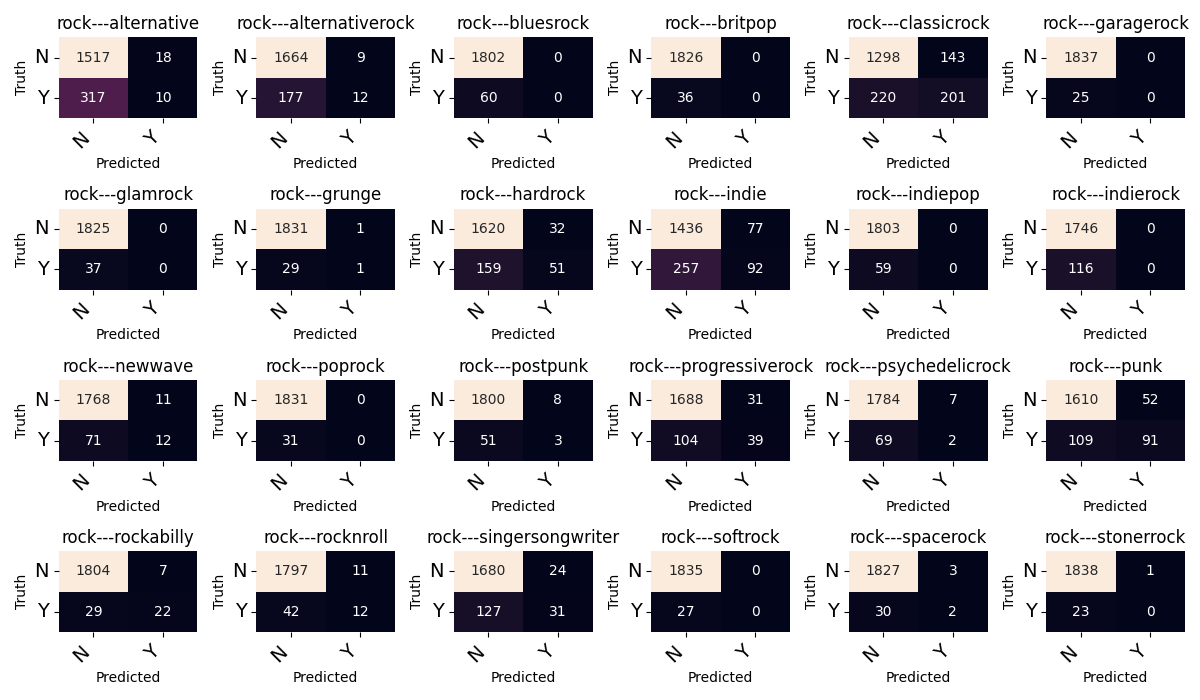 rock---alternative rock---alternativerock rock---bluesrock rock---britpop rock---classicrock rock---garagerock
Truth N 1517 18 Truth N 1664 9 Truth N 1802 0 Truth N 1826 0 Truth N 1298 143 Truth N 1837 0
Y 317 10 Y 177 12 Y 60 0 Y 36 0 Y 220 201 Y 25 0
N Y N Y N Y N Y N Y N Y
Predicted Predicted Predicted Predicted Predicted Predicted
rock---glamrock rock---grunge rock---hardrock rock---indie rock---indiepop rock---indierock
Truth N 1825 0 Truth N 1831 1 Truth N 1620 32 Truth N 1436 77 Truth N 1803 0 Truth N 1746 0
Y 37 0 Y 29 1 Y 159 51 Y 257 92 Y 59 0 Y 116 0
N Y N Y N Y N Y N Y N Y
Predicted Predicted Predicted Predicted Predicted Predicted
rock---newwave rock---poprock rock---postpunk rock---progressiverock rock---psychedelicrock rock---punk
Truth N 1768 11 Truth N 1831 0 Truth N 1800 8 Truth N 1688 31 Truth N 1784 7 Truth N 1610 52
Y 71 12 Y 31 0 Y 51 3 Y 104 39 Y 69 2 Y 109 91
N Y N Y N Y N Y N Y N Y
Predicted Predicted Predicted Predicted Predicted Predicted
rock---rockabilly rock---rocknroll rock---singersongwriter rock---softrock rock---spacerock rock---stonerrock
Truth N 1804 7 Truth N 1797 11 Truth N 1680 24 Truth N 1835 0 Truth N 1827 3 Truth N 1838 1
Y 29 22 Y 42 12 Y 127 31 Y 27 0 Y 30 2 Y 23 0
N Y N Y N Y N Y N Y N Y
Predicted Predicted Predicted Predicted Predicted Predicted